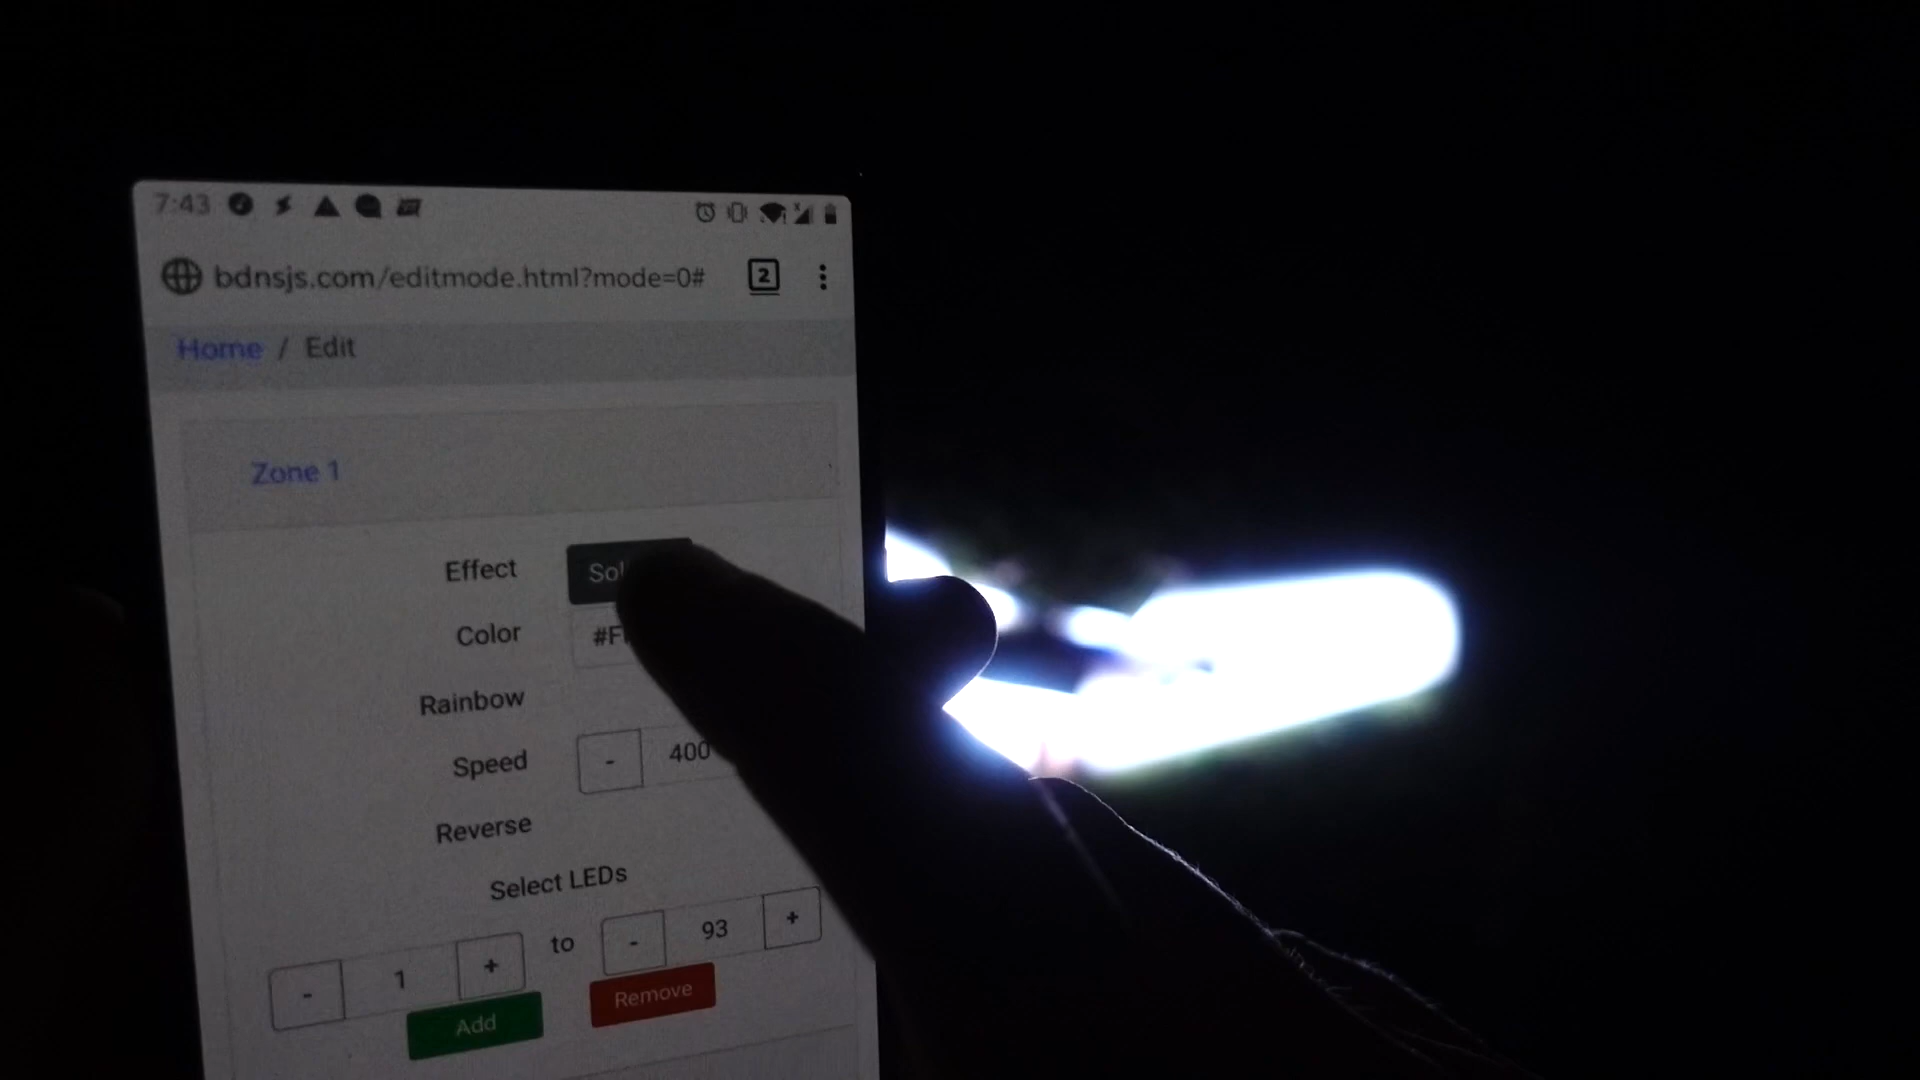 7:43
bdnsjs.com/editmode.html?mode=0# 2
Home / Edit
Zone 1
Effect
Color
Rainbow
Speed - 400
Reverse
Select LEDs
- 1 + to - 93 +
Add Remove